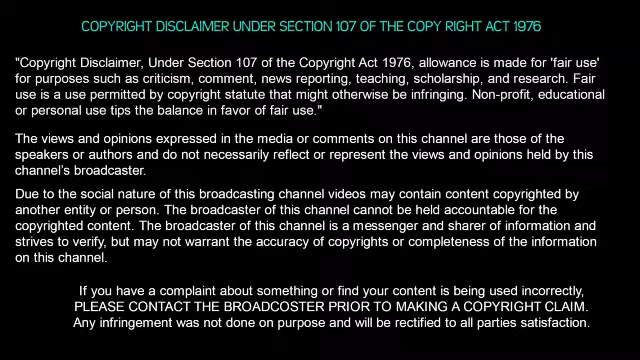 COPYRIGHT DISCLAIMER UNDER SECTION 107 OF THE COPY RIGHT ACT 1976
"Copyright Disclaimer, Under Section 107 of the Copyright Act 1976, allowance is made for 'fair use'
for purposes such as criticism, comment, news reporting, teaching, scholarship, and research. Fair
use is a use permitted by copyright statute that might otherwise be infringing. Non-profit, educational
or personal use tips the balance in favor of fair use."
The views and opinions expressed in the media or comments on this channel are those of the
speakers or authors and do not necessarily reflect or represent the views and opinions held by this
channel's broadcaster.
Due to the social nature of this broadcasting channel videos may contain content copyrighted by
another entity or person. The broadcaster of this channel cannot be held accountable for the
copyrighted content. The broadcaster of this channel is a messenger and sharer of information and
strives to verify, but may not warrant the accuracy of copyrights or completeness of the information
on this channel.
If you have a complaint about something or find your content is being used incorrectly,
PLEASE CONTACT THE BROADCOSTER PRIOR TO MAKING A COPYRIGHT CLAIM.
Any infringement was not done on purpose and will be rectified to all parties satisfaction.